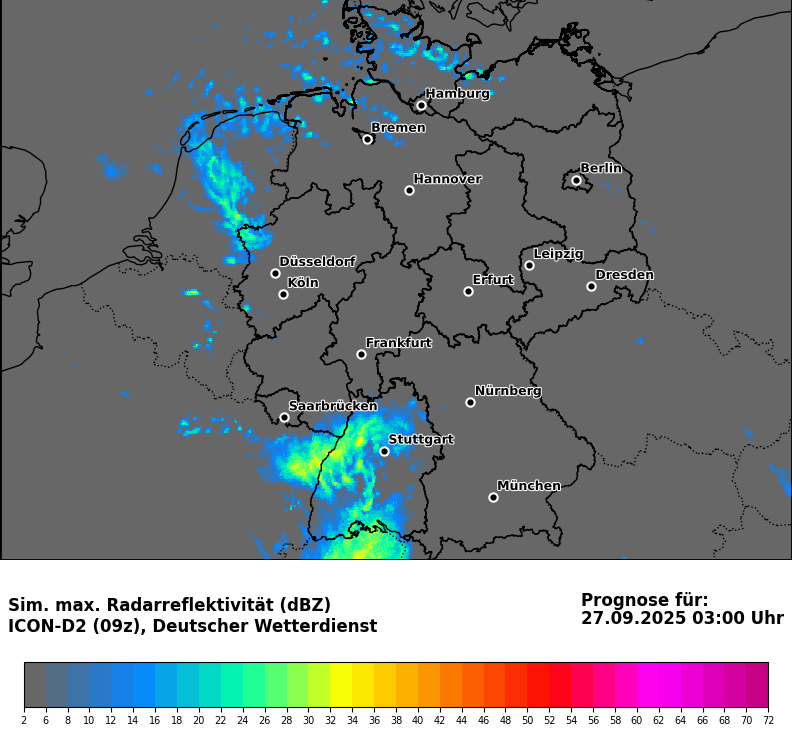 Hamburg
Bremen
Berlin
Hannover
Leipzig
Düsseldorf
Dresden
Köln
Erfurt
Frankfurt
Nürnberg
Saarbrücken
Stuttgart
München
Sim. max. Radarreflektivität (dBZ)
ICON-D2 (09z), Deutscher Wetterdienst
Prognose für:
27.09.2025 03:00 Uhr
2 6 8 10 12 14 16 18 20 22 24 26 28 30 32 34 36 38 40 42 44 46 48 50 52 54 56 58 60 62 64 66 68 70 72